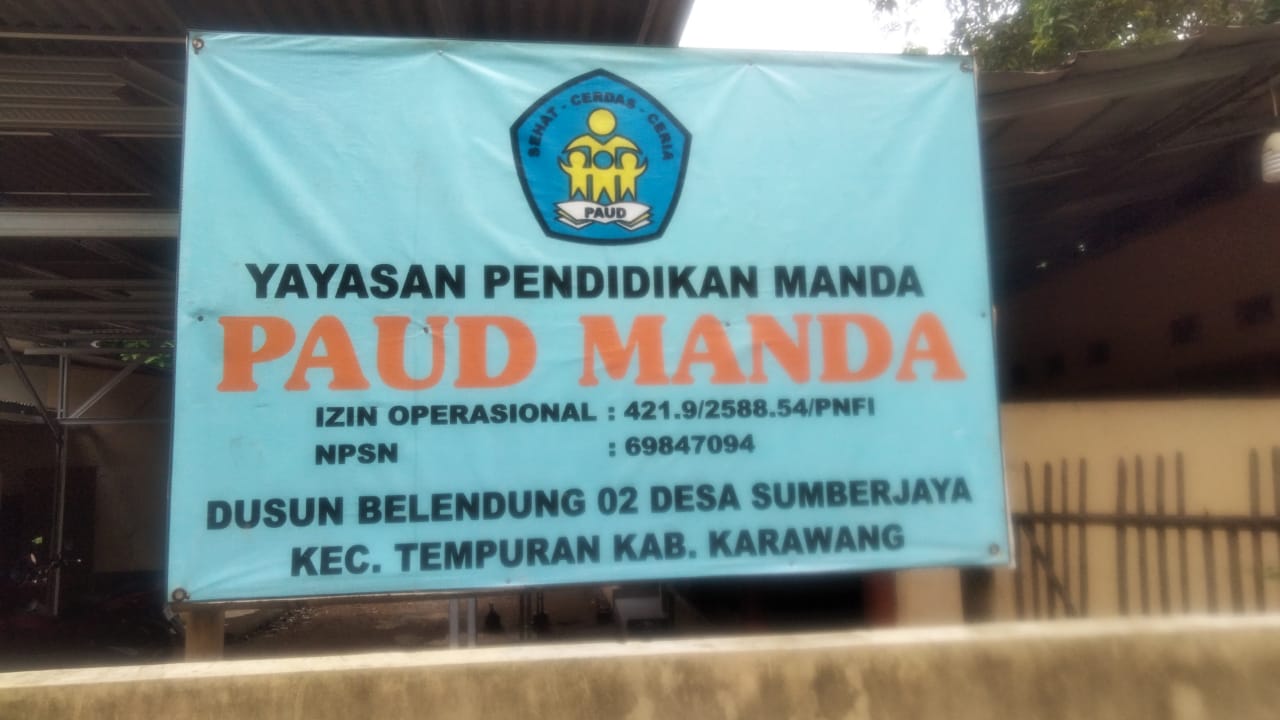 SEHAT - CERDAS - CERIA
PAUD
YAYASAN PENDIDIKAN MANDA
PAUD MANDA
IZIN OPERASIONAL : 421.9/2588.54/PNFI
NPSN : 69847094
DUSUN BELENDUNG 02 DESA SUMBERJAYA
KEC. TEMPURAN KAB. KARAWANG